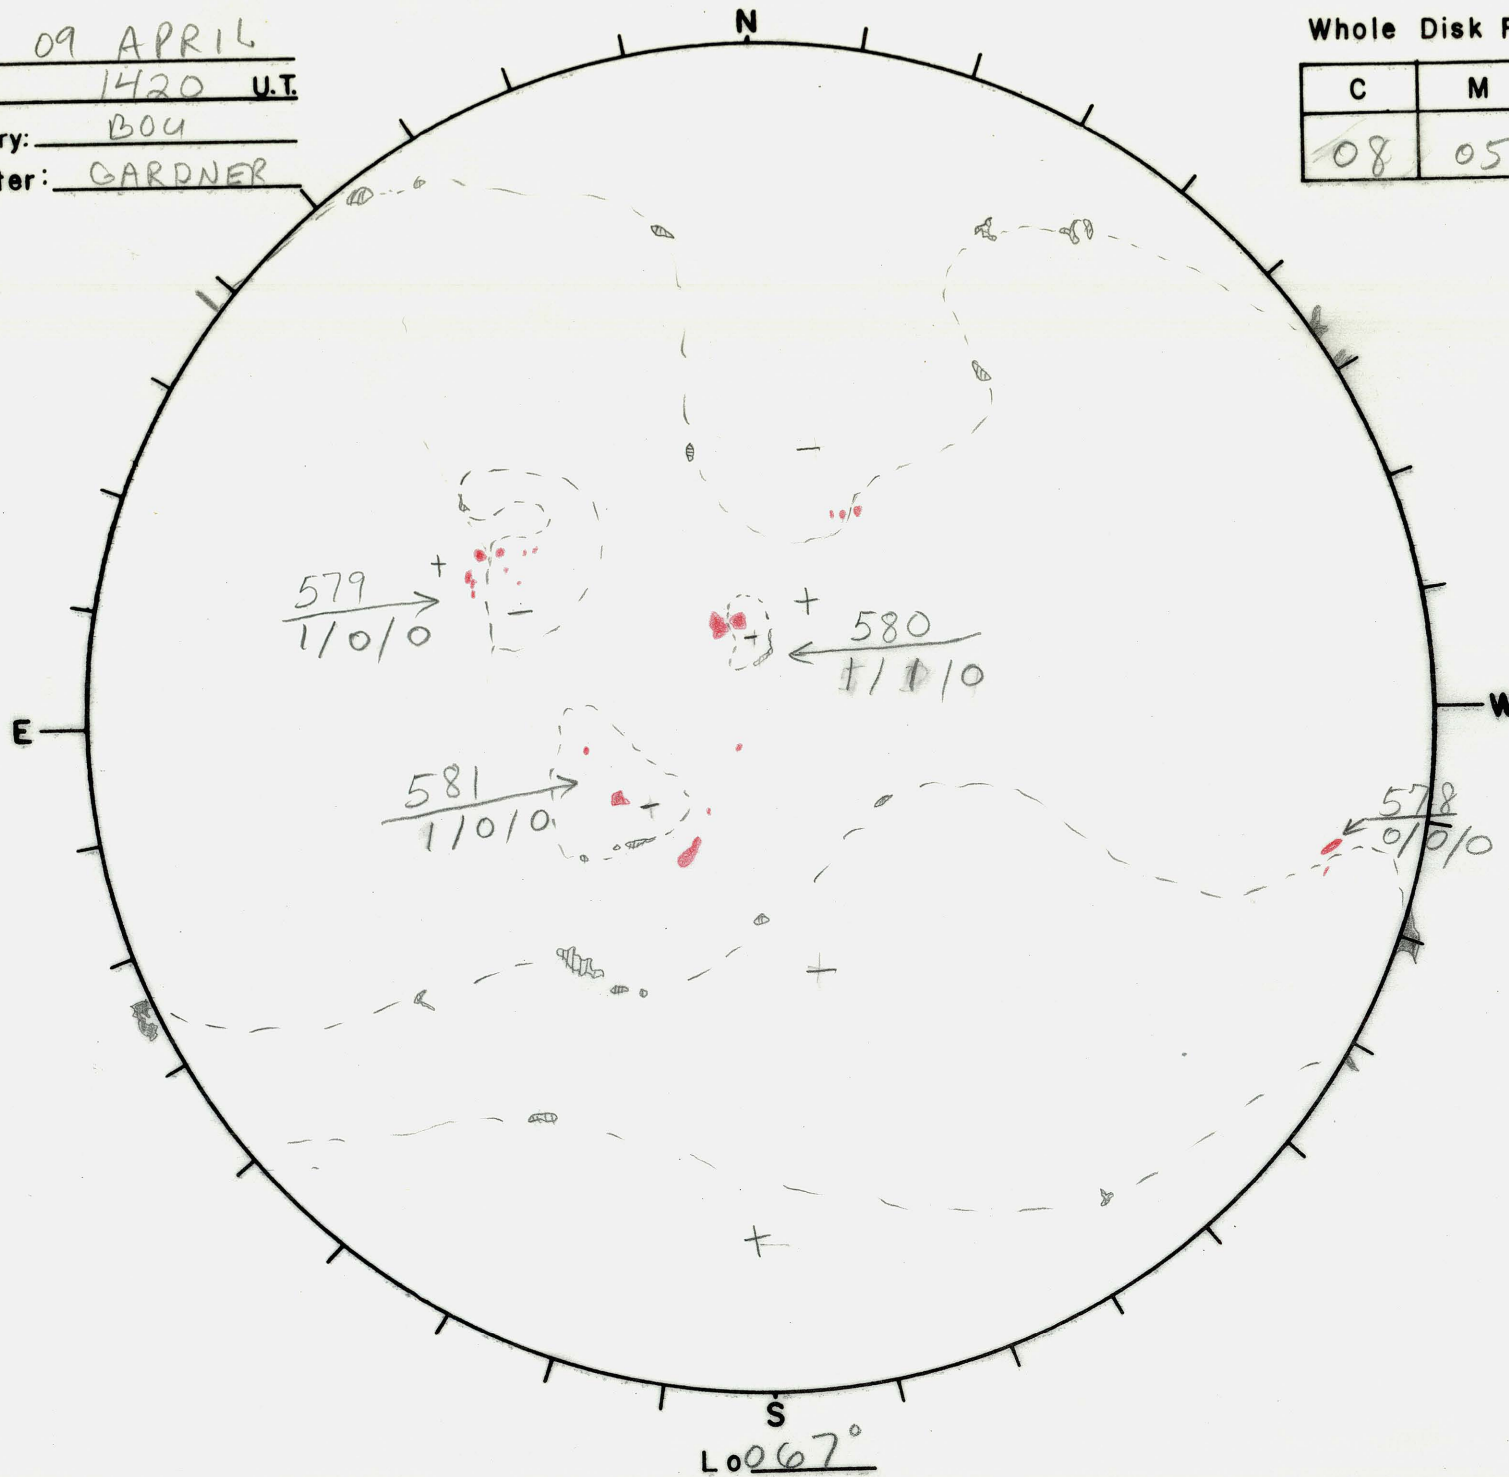 09 APRIL
1420 U.T.
ry: BOU
ter: GARDNER
N
Whole Disk F
C M
08 05
579
1/0/0
+
-
-
+
580
1/1/0
+
E
W
581
1/0/0
+
578
0/0/0
+
+
S
Lo 067°